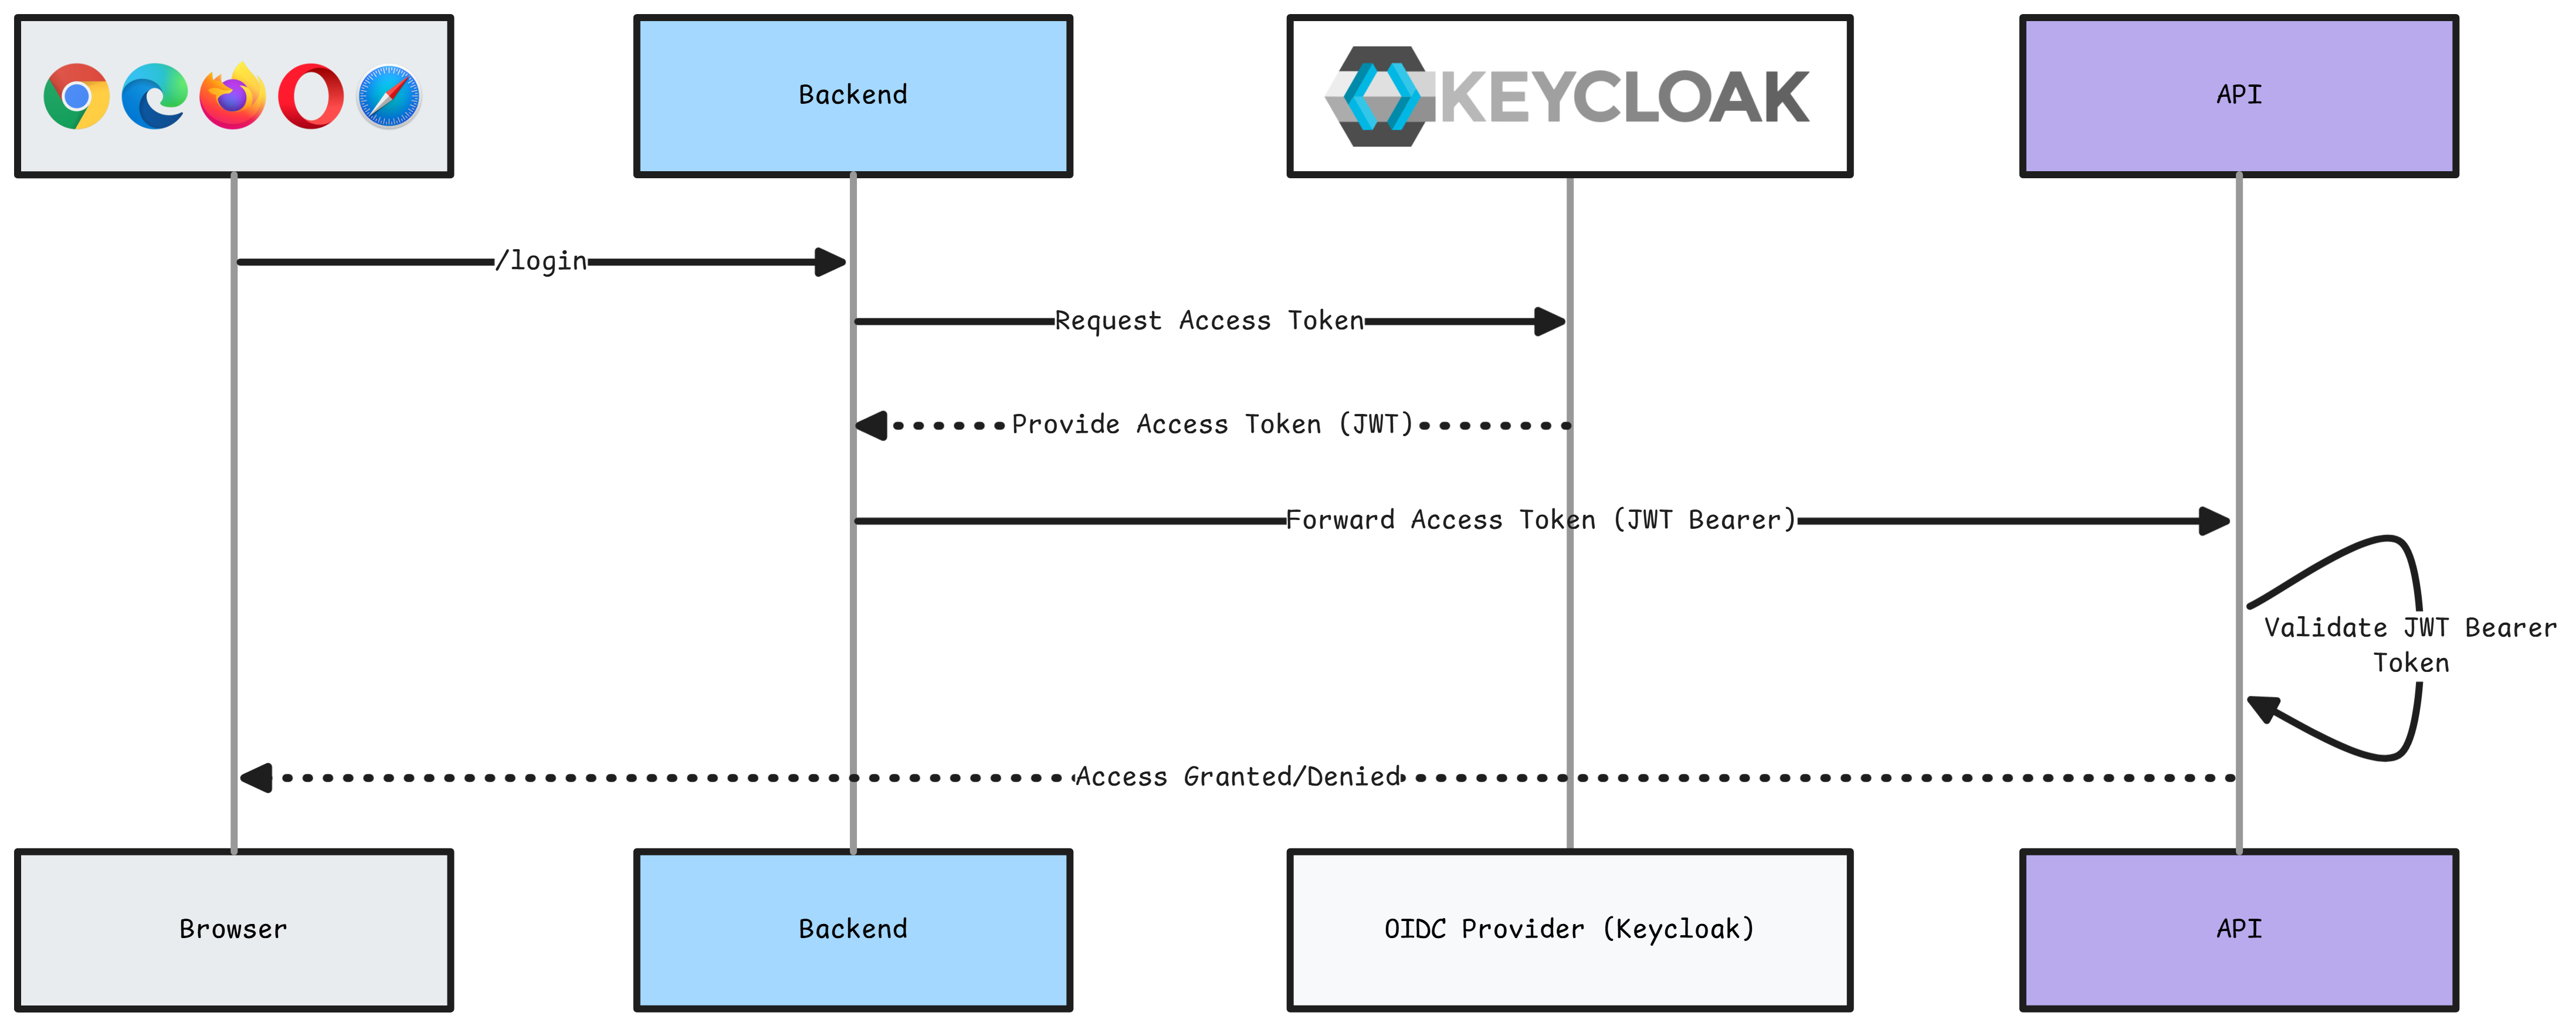 Backend
KEYCLOAK
API
/login
Request Access Token
Provide Access Token (JWT)
Forward Access Token (JWT Bearer)
Validate JWT Bearer
Token
Access Granted/Denied
Browser
Backend
OIDC Provider (Keycloak)
API